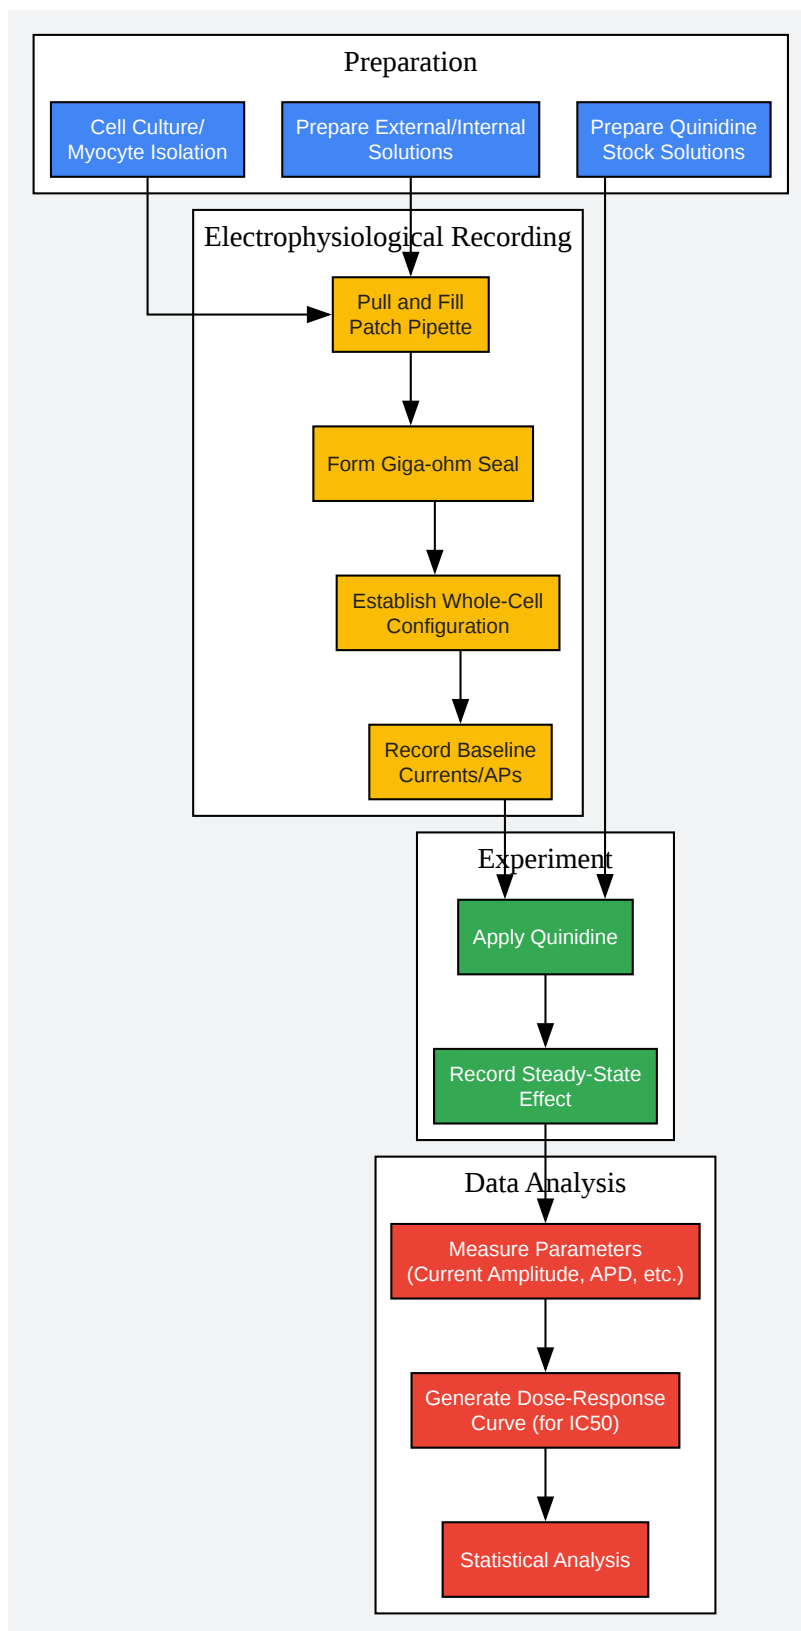 Preparation
Cell Culture/
Myocyte Isolation
Prepare External/Internal
Solutions
Prepare Quinidine
Stock Solutions
Electrophysiological Recording
Pull and Fill
Patch Pipette
Form Giga-ohm Seal
Establish Whole-Cell
Configuration
Record Baseline
Currents/APs
Experiment
Apply Quinidine
Record Steady-State
Effect
Data Analysis
Measure Parameters
(Current Amplitude, APD, etc.)
Generate Dose-Response
Curve (for IC50)
Statistical Analysis